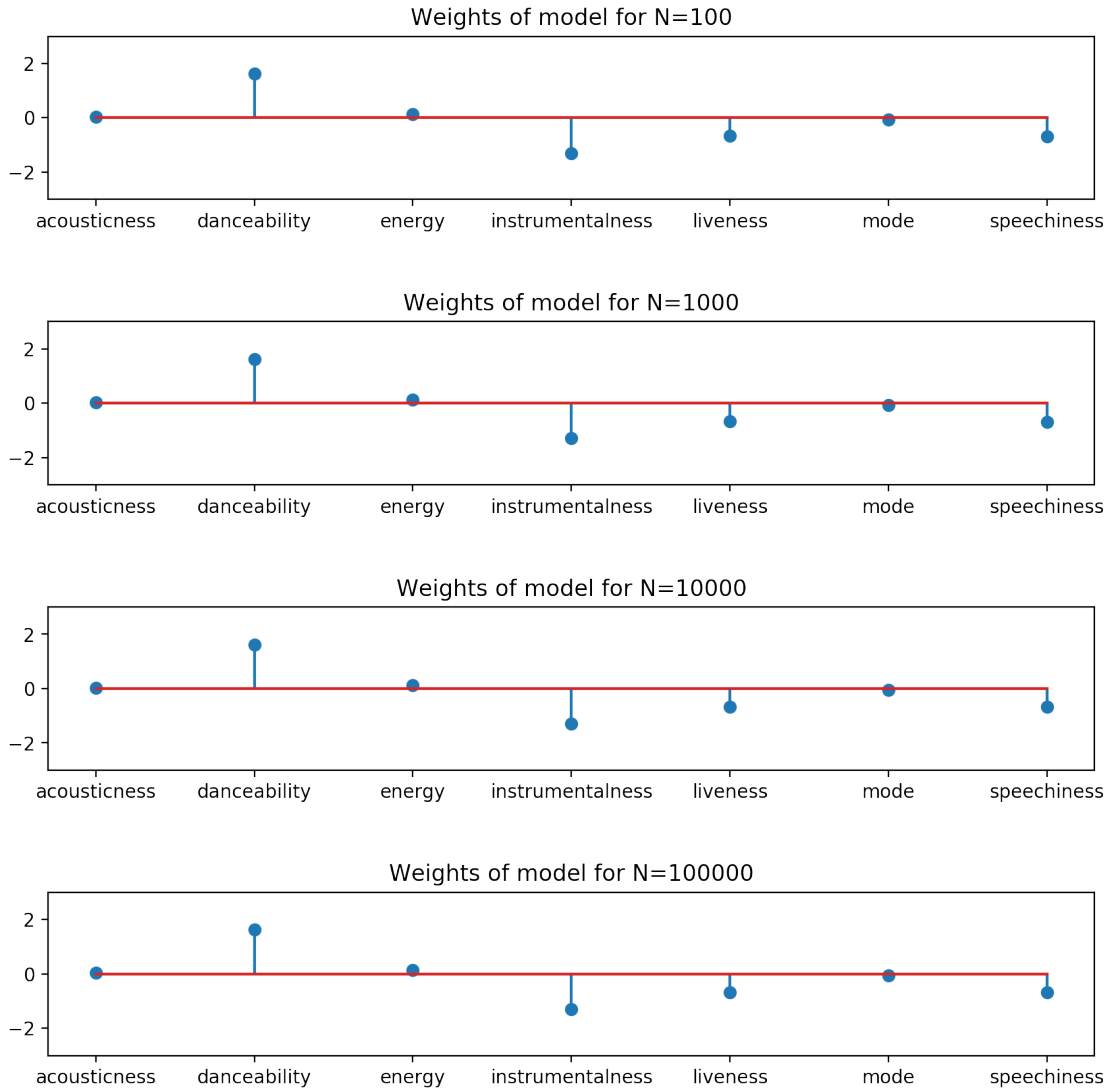 Weights of model for N=100
2
0
−2
acousticness danceability energy instrumentalness liveness mode speechiness
Weights of model for N=1000
2
0
−2
acousticness danceability energy instrumentalness liveness mode speechiness
Weights of model for N=10000
2
0
−2
acousticness danceability energy instrumentalness liveness mode speechiness
Weights of model for N=100000
2
0
−2
acousticness danceability energy instrumentalness liveness mode speechiness